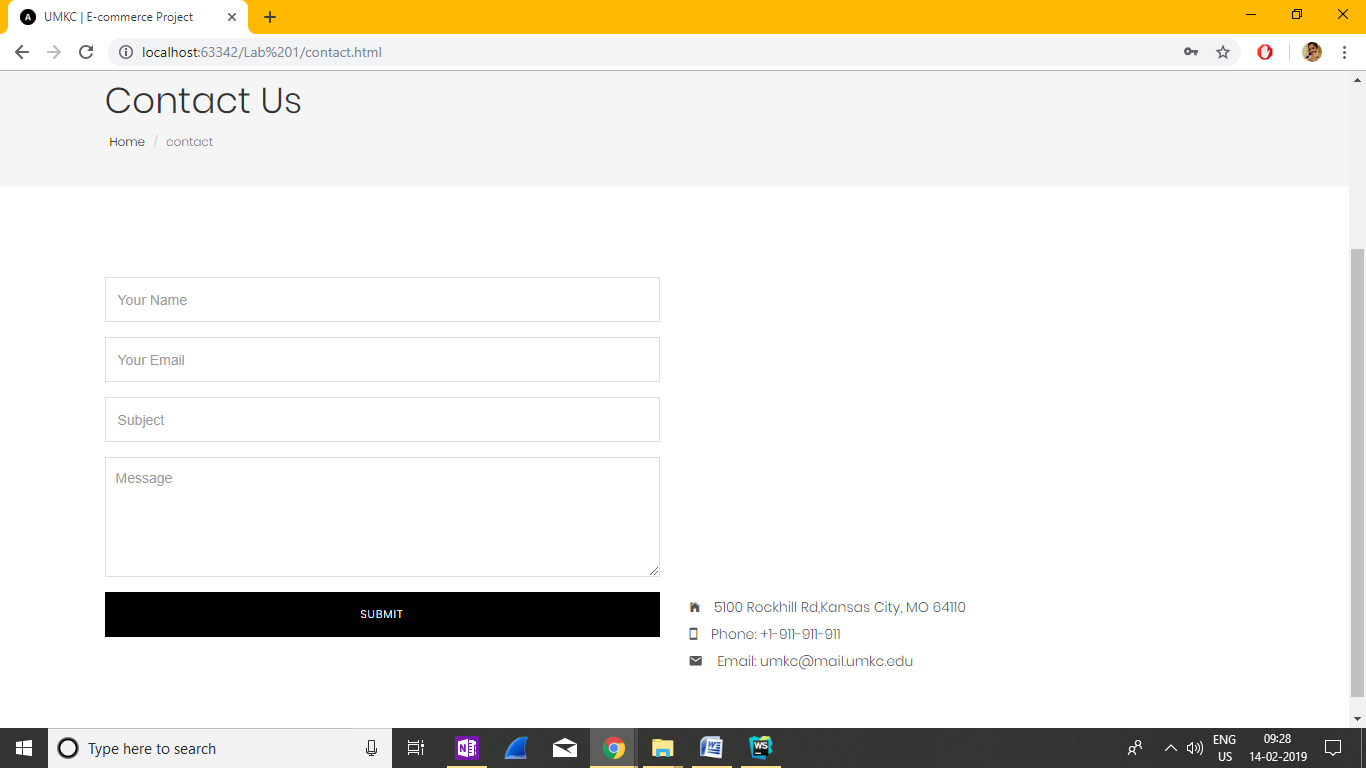 UMKC | E-commerce Project
localhost:63342/Lab%201/contact.html
Contact Us
Home / contact
Your Name
Your Email
Subject
Message
SUBMIT
5100 Rockhill Rd,Kansas City, MO 64110
Phone: +1-911-911-911
Email: umkc@mail.umkc.edu
Type here to search
N
W
WS
ENG
US
09:28
14-02-2019